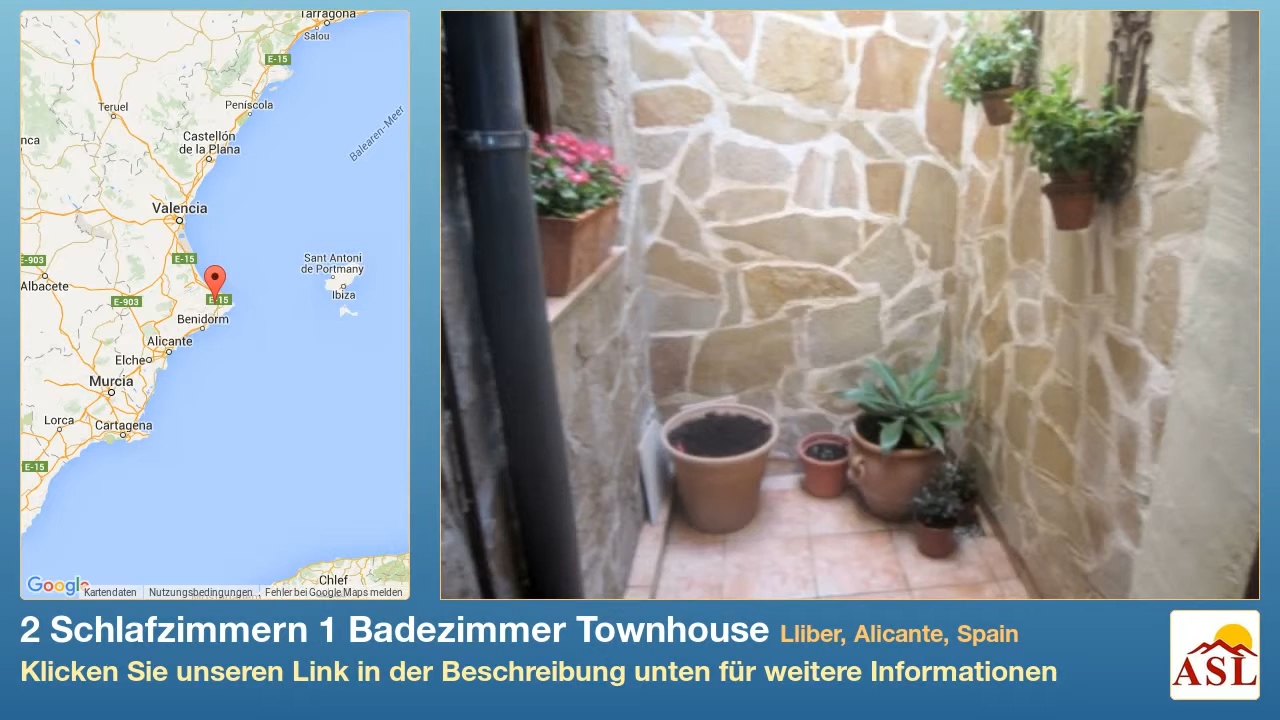 Tarragona
Salou
E-15
Teruel
Peníscola
Balearen-Meer
nca
Castellón
de la Plana
Valencia
E-15
Sant Antoni
de Portmany
E-903
Albacete
Ibiza
E-903
E-15
Benidorm
Alicante
Elche
Murcia
Lorca
Cartagena
E-15
Chlef
Google
Kartendaten
Nutzungsbedingungen
Fehler bei Google Maps melden
2 Schlafzimmern 1 Badezimmer Townhouse Lliber, Alicante, Spain
Klicken Sie unseren Link in der Beschreibung unten für weitere Informationen
ASL